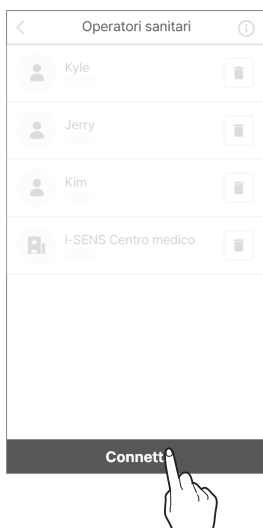 Operatori sanitari
Kyle
Jerry
Kim
i-SENS Centro medico
Connett